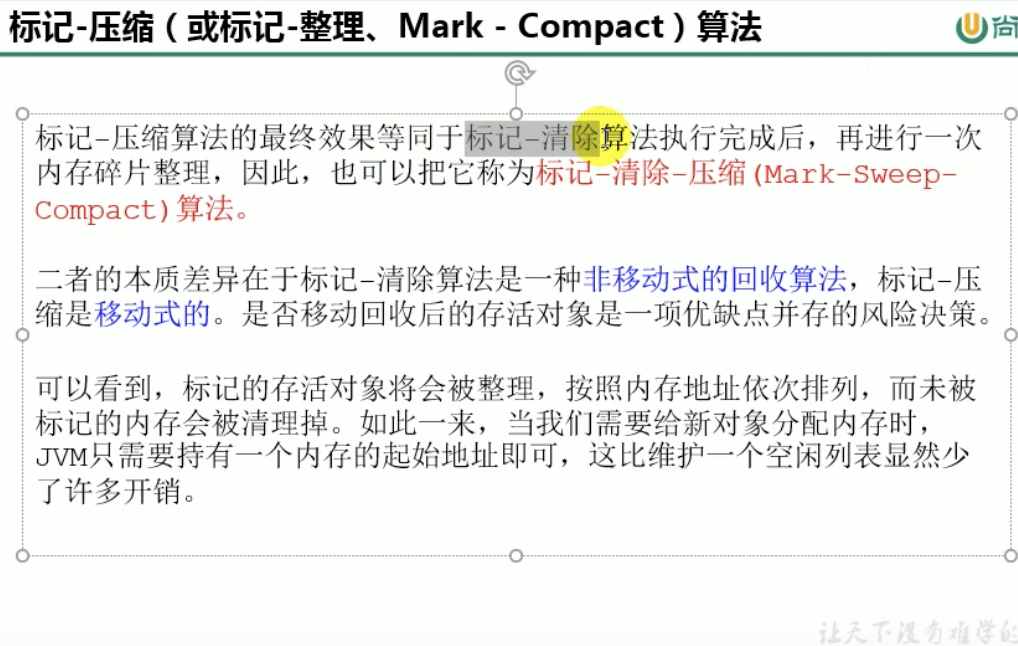 标记-压缩（或标记-整理、Mark - Compact）算法
尚
标记-压缩算法的最终效果等同于标记-清除算法执行完成后，再进行一次
内存碎片整理，因此，也可以把它称为标记-清除-压缩(Mark-Sweep-
Compact)算法。
二者的本质差异在于标记-清除算法是一种非移动式的回收算法，标记-压
缩是移动式的。是否移动回收后的存活对象是一项优缺点并存的风险决策。
可以看到，标记的存活对象将会被整理，按照内存地址依次排列，而未被
标记的内存会被清理掉。如此一来，当我们需要给新对象分配内存时，
JVM只需要持有一个内存的起始地址即可，这比维护一个空闲列表显然少
了许多开销。
让天下没有难学的